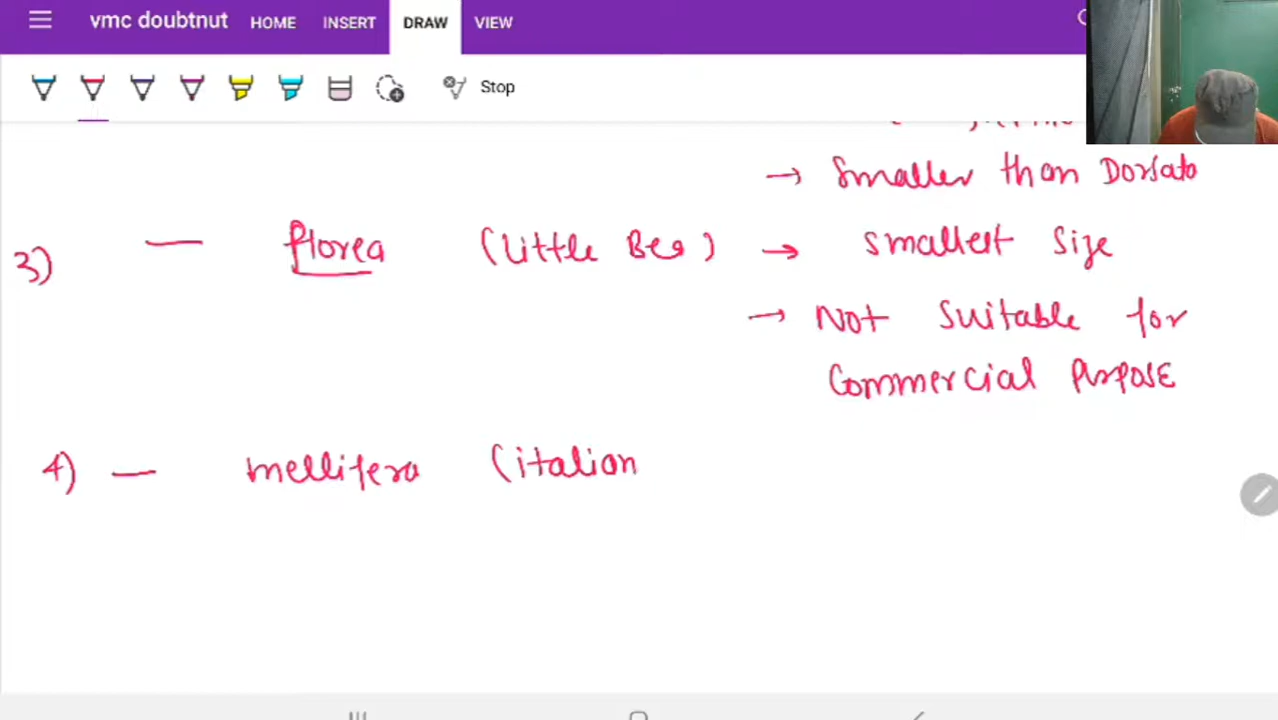 vmc doubtnut HOME INSERT DRAW VIEW
Stop
→ Smaller than Dorsata
3) — florea (little Bee) → smallest Size
→ Not suitable for
Commercial Purpose
4) — mellifera (italian